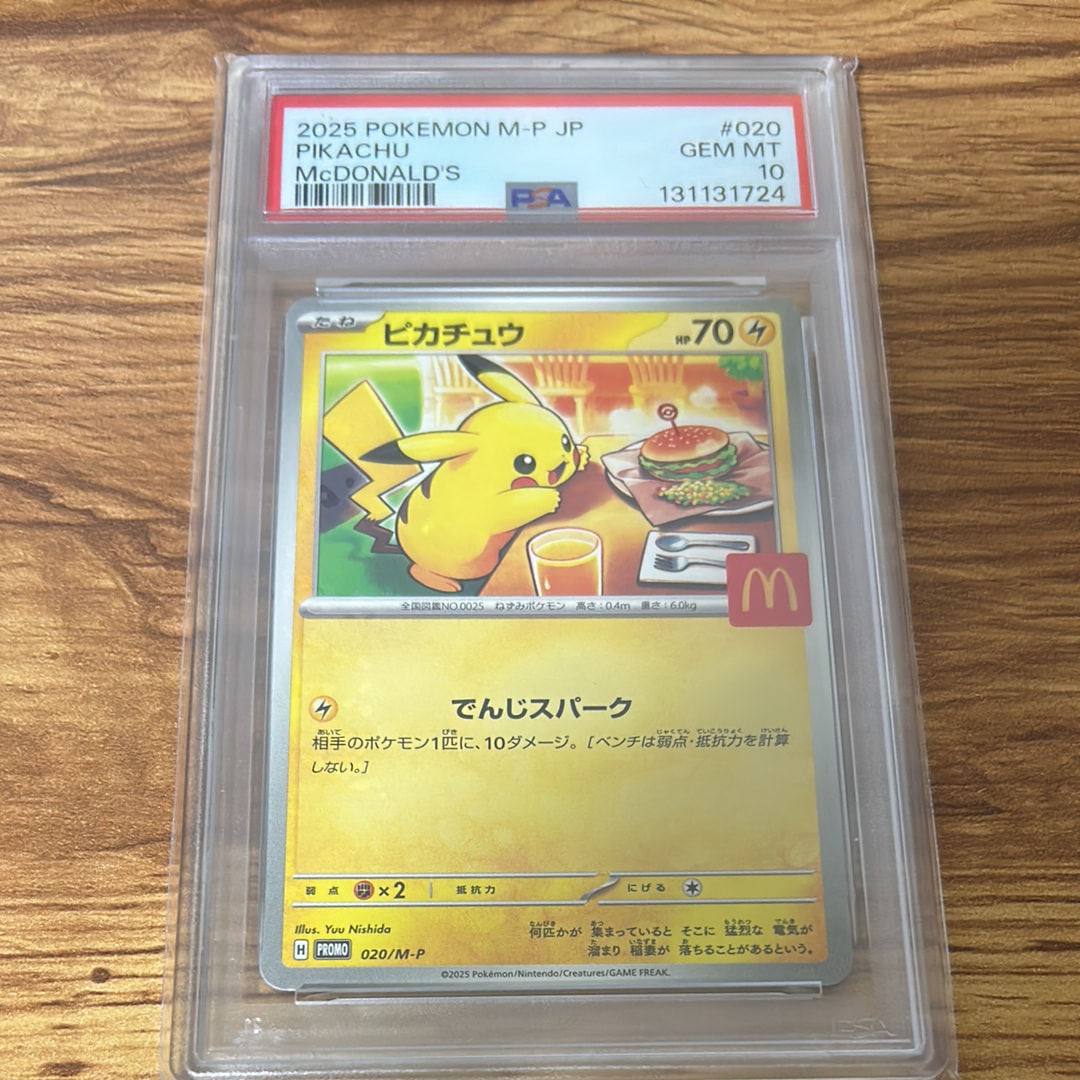 2025 POKEMON M-P JP #020
PIKACHU GEM MT
McDONALD'S 10
PSA 131131724
たね ピカチュウ HP70
M
全国図鑑NO.0025 ねずみポケモン 高さ:0.4m 重さ:6.0kg
でんじスパーク
相手のポケモン1匹に、10ダメージ。[ベンチは弱点・抵抗力を計算
しない。]
弱点 ×2 抵抗力 にげる
Illus. Yuu Nishida
何匹かが 集まっていると そこに 猛烈な 電気が
溜まり 稲妻が 落ちることがあるという。
H PROMO 020/M-P
©2025 Pokémon/Nintendo/Creatures/GAME FREAK.
PSA